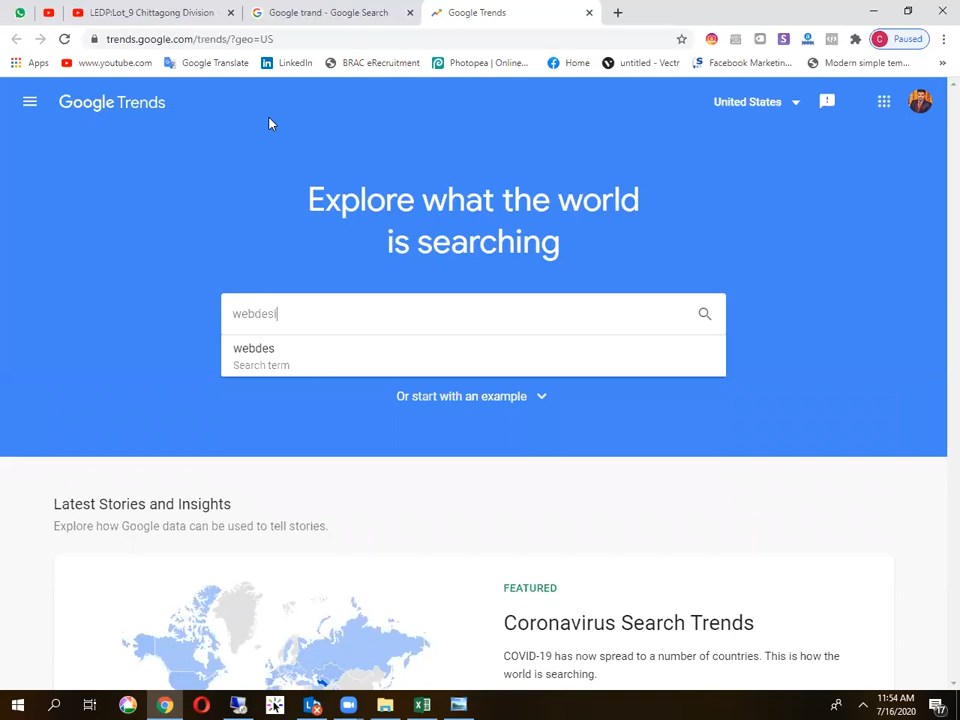 LEDP:Lot_9 Chittagong Division
Google trand - Google Search
Google Trends
trends.google.com/trends/?geo=US
C Paused
Apps
www.youtube.com
Google Translate
LinkedIn
BRAC eRecruitment
Photopea | Online...
Home
untitled - Vectr
Facebook Marketin...
Modern simple tem...
Google Trends
United States
Explore what the world
is searching
webdesi
webdes
Search term
Or start with an example
Latest Stories and Insights
Explore how Google data can be used to tell stories.
FEATURED
Coronavirus Search Trends
COVID-19 has now spread to a number of countries. This is how the
world is searching.
11:54 AM
7/16/2020
17